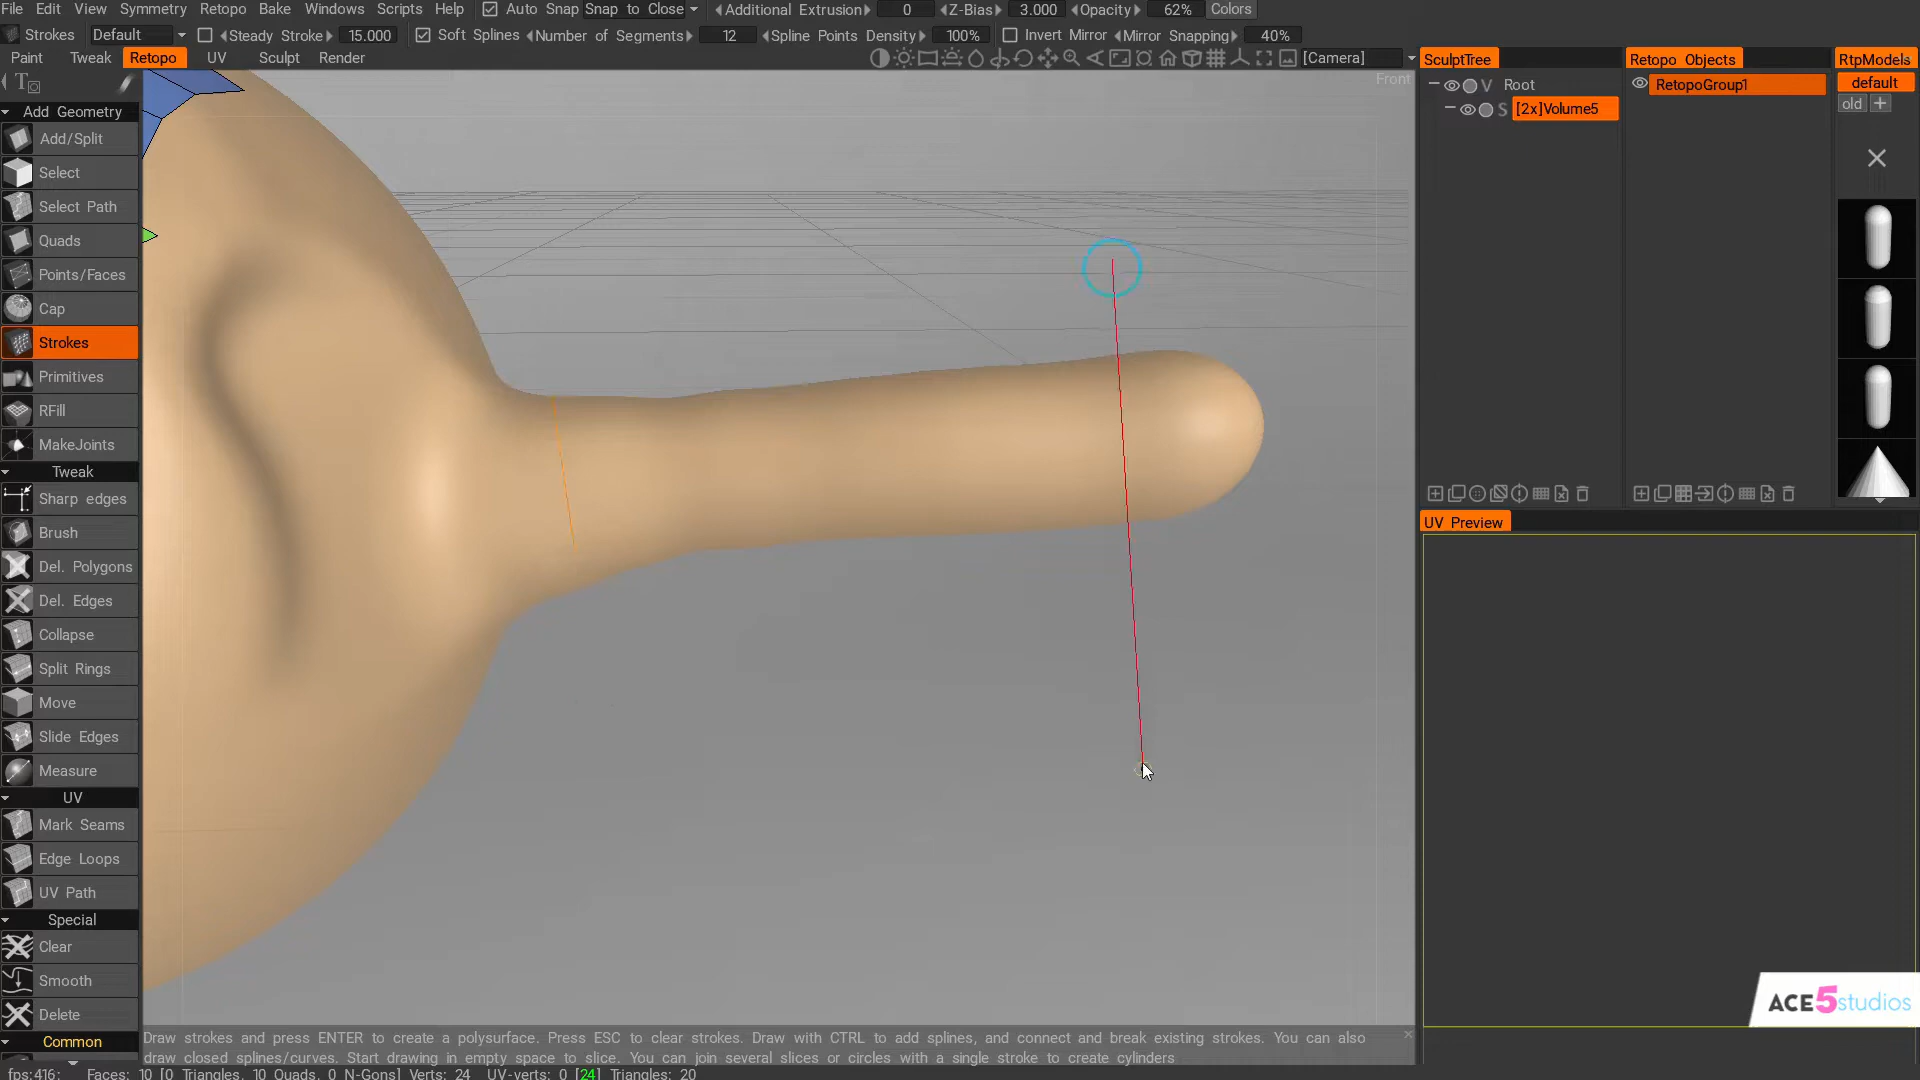 File Edit View Symmetry Retopo Bake Windows Scripts Help Auto Snap Snap to Close Additional Extrusion 0 Z-Bias 3.000 Opacity 62% Colors
Strokes Default Steady Stroke 15.000 Soft Splines Number of Segments 12 Spline Points Density 100% Invert Mirror Mirror Snapping 40%
Paint Tweak Retopo UV Sculpt Render [Camera]
Front
Add Geometry
Add/Split
Select
Select Path
Quads
Points/Faces
Cap
Strokes
Primitives
RFill
MakeJoints
Tweak
Sharp edges
Brush
Del. Polygons
Del. Edges
Collapse
Split Rings
Move
Slide Edges
Measure
UV
Mark Seams
Edge Loops
UV Path
Special
Clear
Smooth
Delete
Common
SculptTree
V Root
S [2x]Volume5
Retopo Objects
RetopoGroup1
RtpModels
default
old
UV Preview
ACE5studios
Draw strokes and press ENTER to create a polysurface. Press ESC to clear strokes. Draw with CTRL to add splines, and connect and break existing strokes. You can also
draw closed splines/curves. Start drawing in empty space to slice. You can join several slices or circles with a single stroke to create cylinders
fps:416; Faces: 10 [0 Triangles, 10 Quads, 0 N-Gons] Verts: 24 UV-verts: 0 [24] Triangles: 20